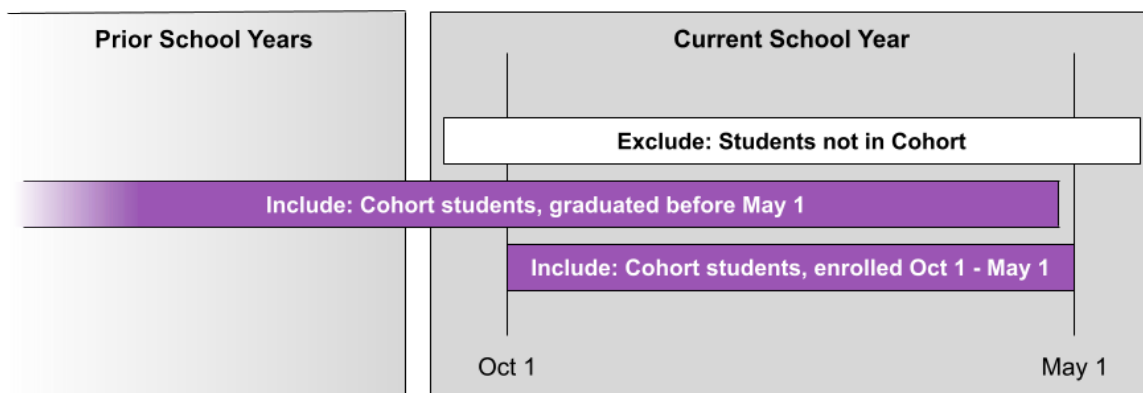 Prior School Years
Current School Year
Exclude: Students not in Cohort
Include: Cohort students, graduated before May 1
Include: Cohort students, enrolled Oct 1 - May 1
Oct 1
May 1